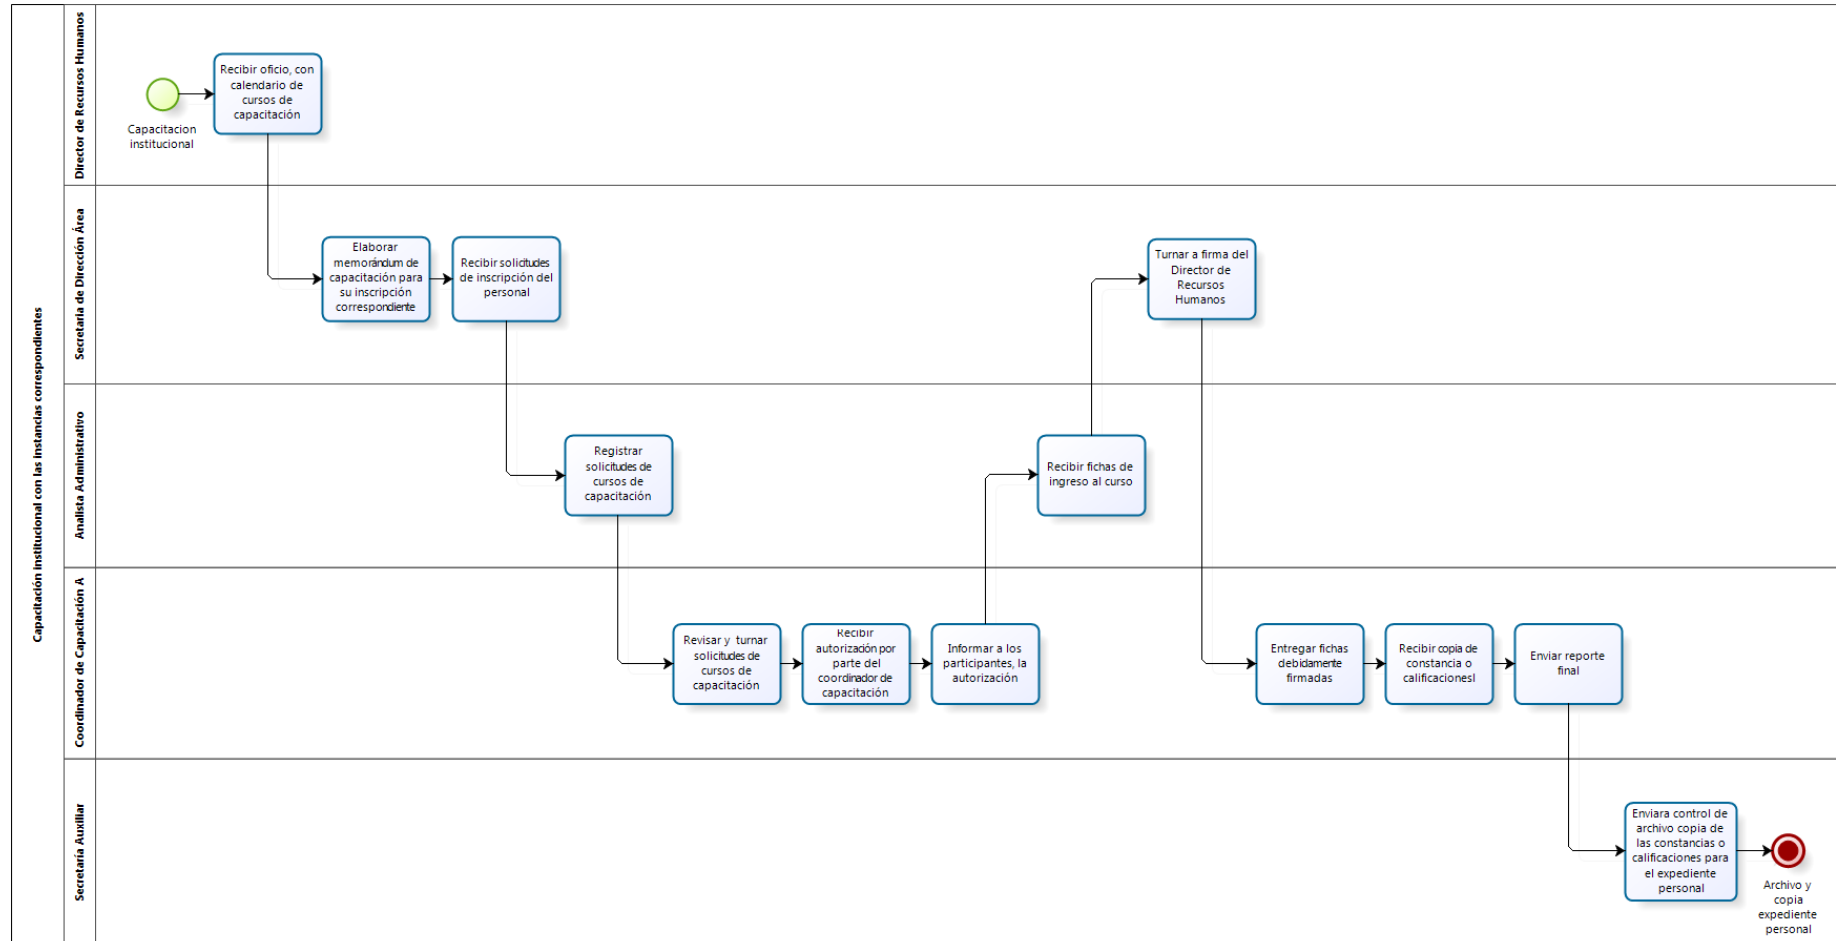 Capacitación institucional con las instancias correspondientes
Director de Recursos Humanos
Capacitacion
institucional
Recibir oficio, con
calendario de
cursos de
capacitación
Secretaria de Dirección Área
Elaborar
memorándum de
capacitación para
su inscripción
correspondiente
Recibir solicitudes
de inscripción del
personal
Turnar a firma del
Director de
Recursos
Humanos
Analista Administrativo
Registrar
solicitudes de
cursos de
capacitación
Recibir fichas de
ingreso al curso
Coordinador de Capacitación A
Revisar y turnar
solicitudes de
cursos de
capacitación
Recibir
autorización por
parte del
coordinador de
capacitación
Informar a los
participantes, la
autorización
Entregar fichas
debidamente
firmadas
Recibir copia de
constancia o
calificacionesl
Enviar reporte
final
Secretaría Auxiliar
Enviara control de
archivo copia de
las constancias o
calificaciones para
el expediente
personal
Archivo y
copia
expediente
personal